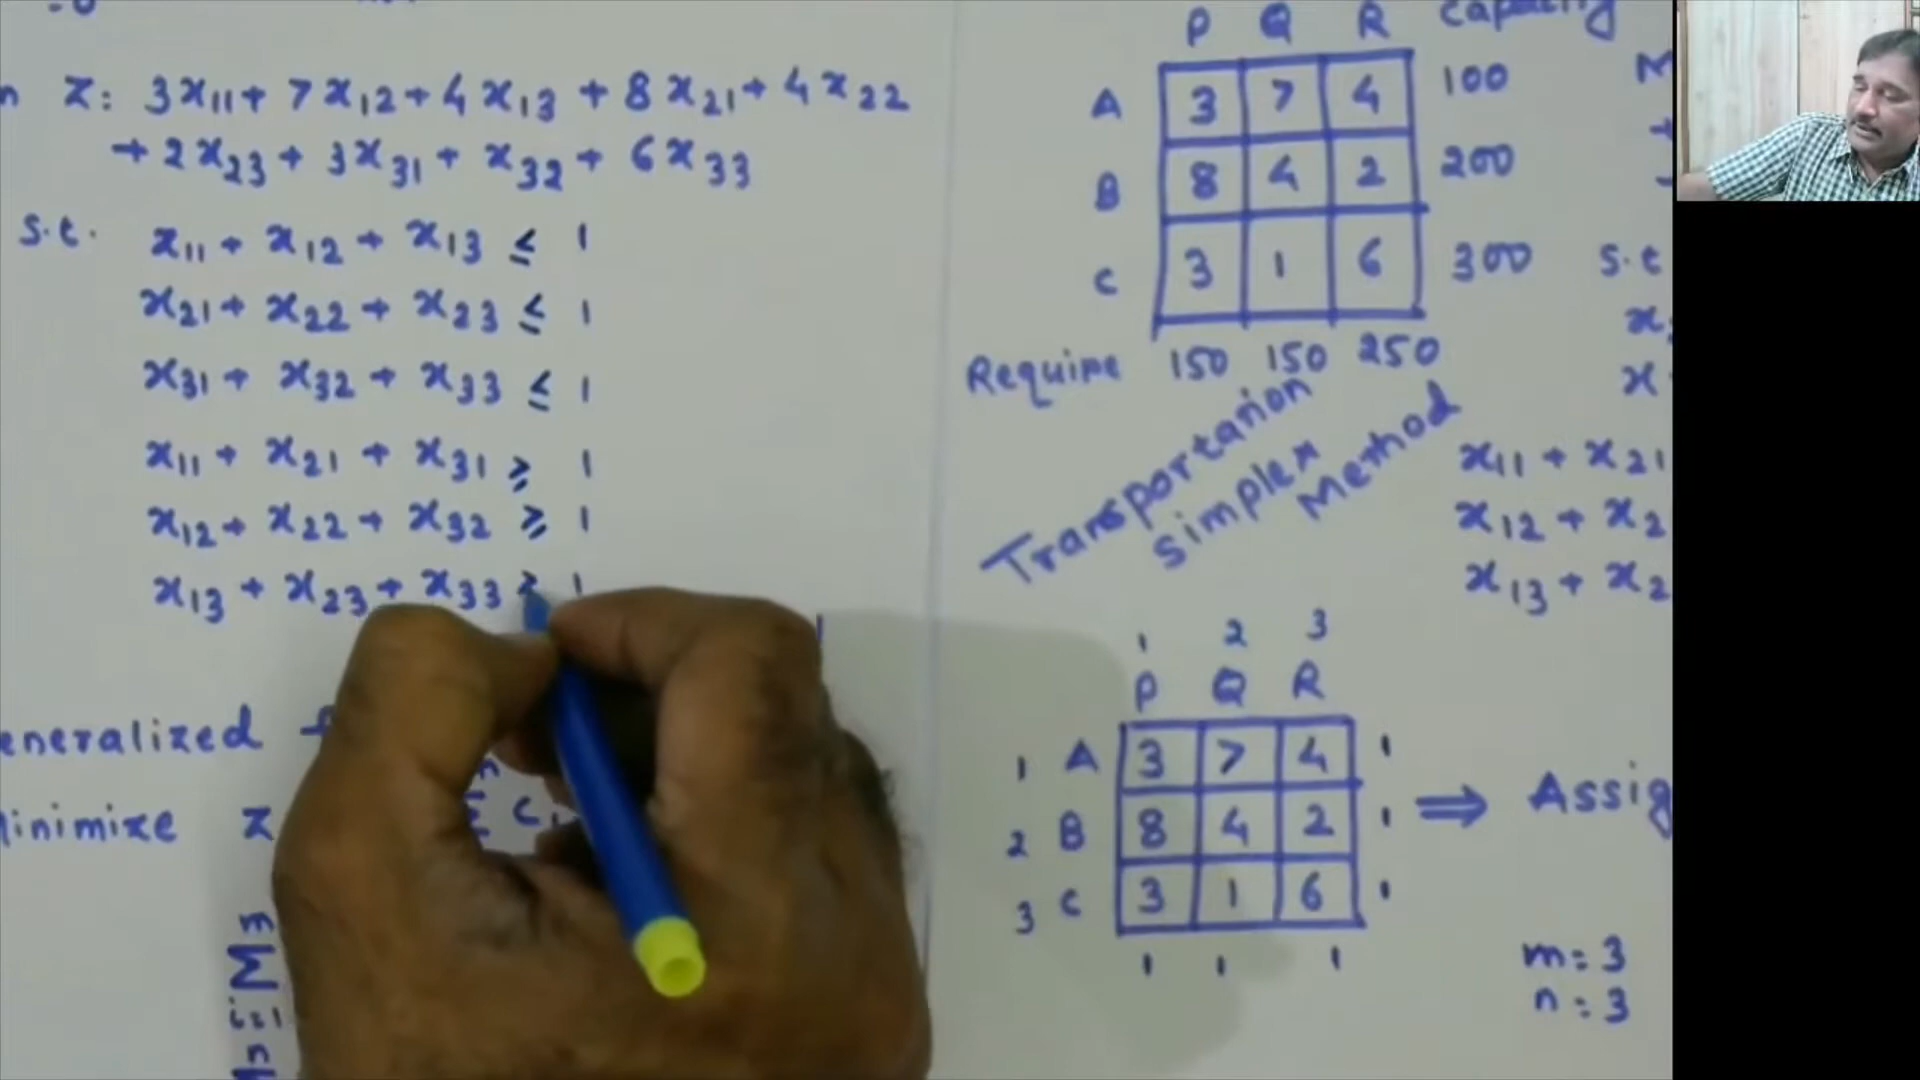 Z: 3x11 + 7x12 + 4x13 + 8x21 + 4x22
+ 2x23 + 3x31 + x32 + 6x33
s.t. x11 + x12 + x13 ≤ 1
x21 + x22 + x23 ≤ 1
x31 + x32 + x33 ≤ 1
x11 + x21 + x31 ≥ 1
x12 + x22 + x32 ≥ 1
x13 + x23 + x33 ≥ 1
eneralized
Minimize Z
m
Σ
i=1
n
P Q R Capacity
A 3 7 4 100
B 8 4 2 200
C 3 1 6 300
Require 150 150 250
Transportation
Simplex
Method
1 2 3
P Q R
1 A 3 7 4 1
2 B 8 4 2 1
3 C 3 1 6 1
1 1 1
⇒ Assig
m = 3
n = 3
M
+
s.t
x
x
x11 + x21
x12 + x2
x13 + x2